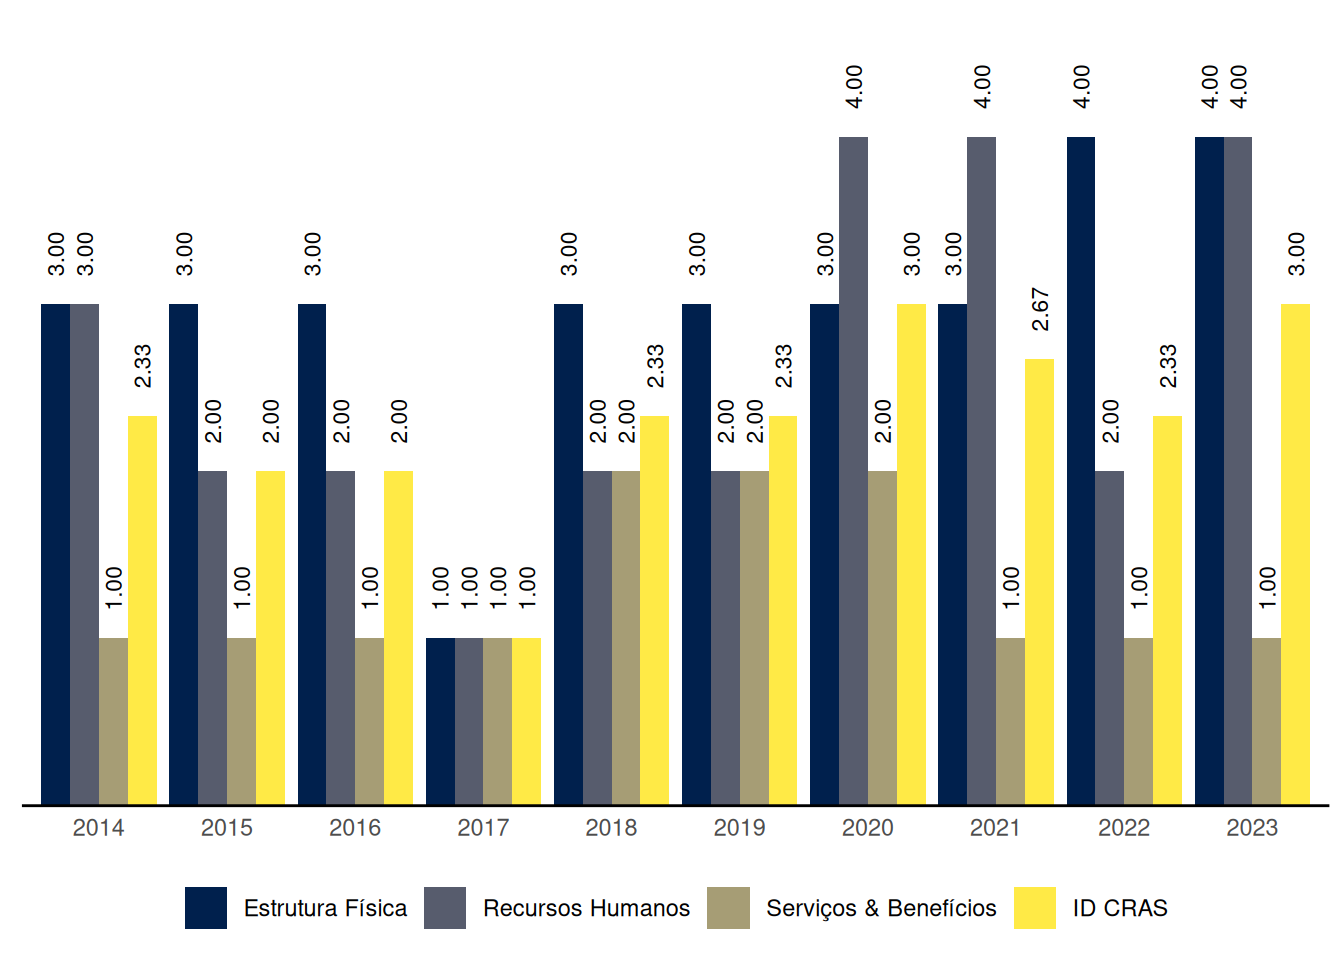 4.00 4.00 4.00 4.00 4.00
3.00 3.00 3.00 3.00 3.00 3.00 3.00 3.00 3.00 3.00
2.67
2.33 2.33 2.33 2.33
2.00 2.00 2.00 2.00 2.00 2.00 2.00 2.00 2.00 2.00
1.00 1.00 1.00 1.00 1.00 1.00 1.00 1.00 1.00 1.00
2014 2015 2016 2017 2018 2019 2020 2021 2022 2023
Estrutura Física Recursos Humanos Serviços & Benefícios ID CRAS